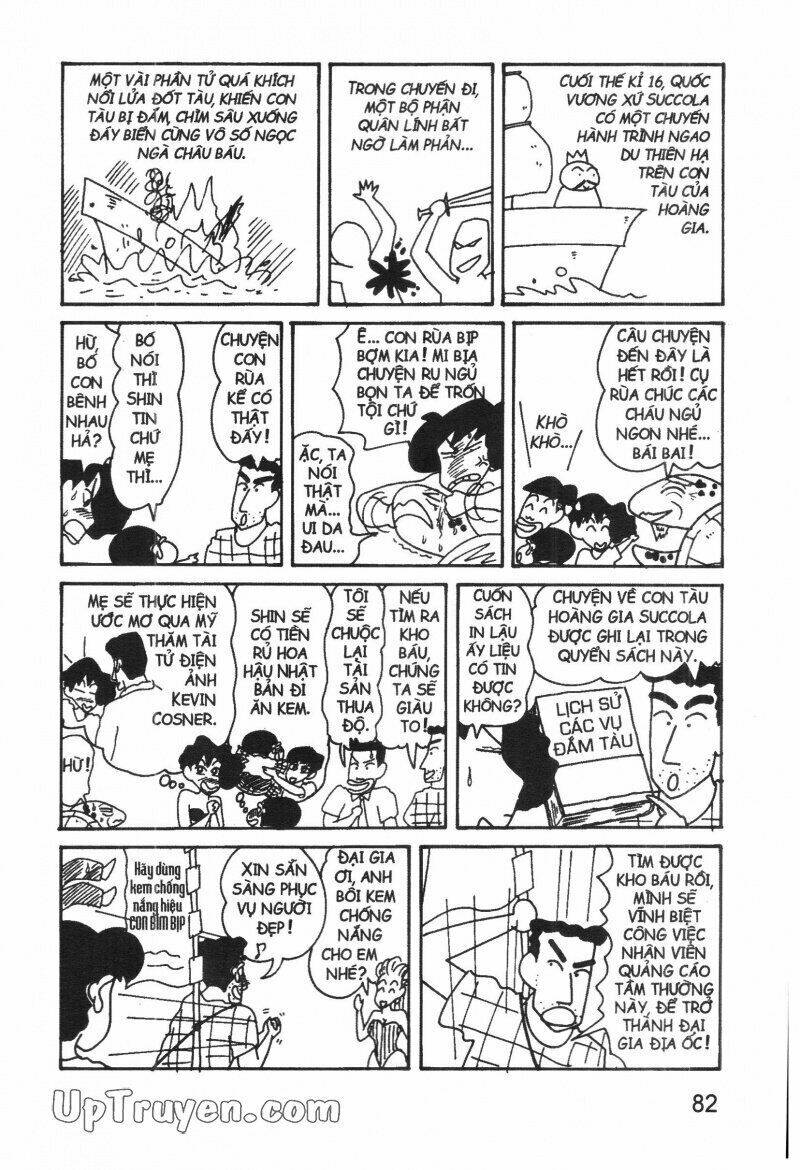 CUỐI THẾ KỈ 16, QUỐC
VƯƠNG XỨ SUCCOLA
CÓ MỘT CHUYẾN
HÀNH TRÌNH NGAO
DU THIÊN HẠ
TRÊN CON
TÀU CỦA
HOÀNG
GIA.
TRONG CHUYẾN ĐI,
MỘT BỘ PHẬN
QUÂN LÍNH BẤT
NGỜ LÀM PHẢN...
MỘT VÀI PHẦN TỬ QUÁ KHÍCH
NỔI LỬA ĐỐT TÀU, KHIẾN CON
TÀU BỊ ĐẮM, CHÌM SÂU XUỐNG
ĐÁY BIỂN CÙNG VÔ SỐ NGỌC
NGÀ CHÂU BÁU.
CÂU CHUYỆN
ĐẾN ĐÂY LÀ
HẾT RỒI! CỤ
RÙA CHÚC CÁC
CHÁU NGỦ
NGON NHÉ...
BÁI BAI!
KHÒ
KHÒ...
Ê... CON RÙA BỊP
BỢM KIA! MI BỊA
CHUYỆN RU NGỦ
BỌN TA ĐỂ TRỐN
TỘI CHỨ
GÌ!
ẶC, TA
NÓI
THẬT
MÀ...
UI DA
ĐAU...
CHUYỆN
CON
RÙA
KỂ CÓ
THẬT
ĐẤY!
BỐ
NÓI
THÌ
SHIN
TIN
CHỨ
MẸ
THÌ...
HỪ,
BỐ
CON
BÊNH
NHAU
HẢ?
CHUYỆN VỀ CON TÀU
HOÀNG GIA SUCCOLA
ĐƯỢC GHI LẠI TRONG
QUYỂN SÁCH NÀY.
LỊCH SỬ
CÁC VỤ
ĐẮM TÀU
CUỐN
SÁCH
IN LẬU
ẤY LIỆU
CÓ TIN
ĐƯỢC
KHÔNG?
NẾU
TÌM RA
KHO
BÁU,
CHÚNG
TA SẼ
GIÀU
TO!
TÔI
SẼ
CHUỘC
LẠI
TÀI
SẢN
THUA
ĐỘ.
SHIN SẼ
CÓ TIỀN
RỦ HOA
HẬU NHẬT
BẢN ĐI
ĂN KEM.
MẸ SẼ THỰC HIỆN
ƯỚC MƠ QUA MỸ
THĂM TÀI
TỬ ĐIỆN
ẢNH
KEVIN
COSNER.
HỪ!
TÌM ĐƯỢC
KHO BÁU RỒI,
MÌNH SẼ
VĨNH BIỆT
CÔNG VIỆC
NHÂN VIÊN
QUẢNG CÁO
TẦM THƯỜNG
NÀY, ĐỂ TRỞ
THÀNH ĐẠI
GIA ĐỊA ỐC!
ĐẠI GIA
ƠI, ANH
BÔI KEM
CHỐNG
NẮNG
CHO EM
NHÉ?
XIN SẴN
SÀNG PHỤC
VỤ NGƯỜI
ĐẸP!
Hãy dùng
kem chống
nắng hiệu
CON BÌM BỊP
UpTruyen.com
82